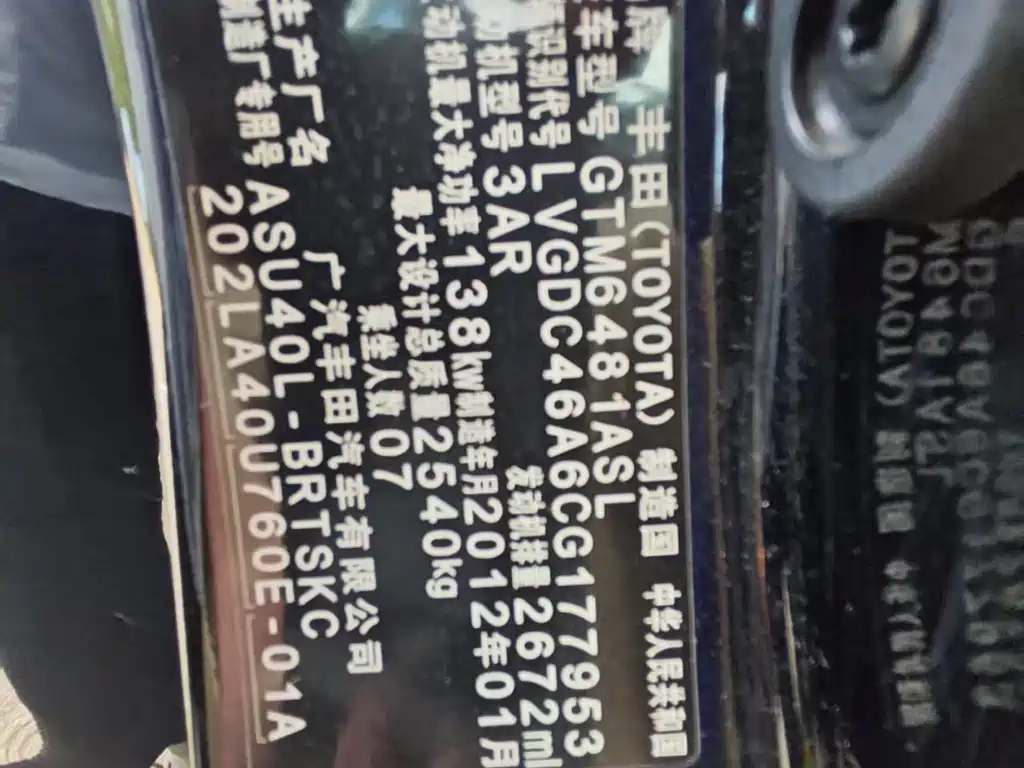 牌 丰田(TOYOTA) 制造国 中华人民共和国
车型号 GTM6481ASL
识别代号 LVGDC46A6CG177953
动机型号 3AR 发动机排量 2672ml
动机最大净功率 138kW 制造年月 2012年01月
最大设计总质量 2540kg
乘坐人数 07
生产厂名 广汽丰田汽车有限公司
制造厂专用号 ASU40L-BRTSKC
202LA40U760E-01A